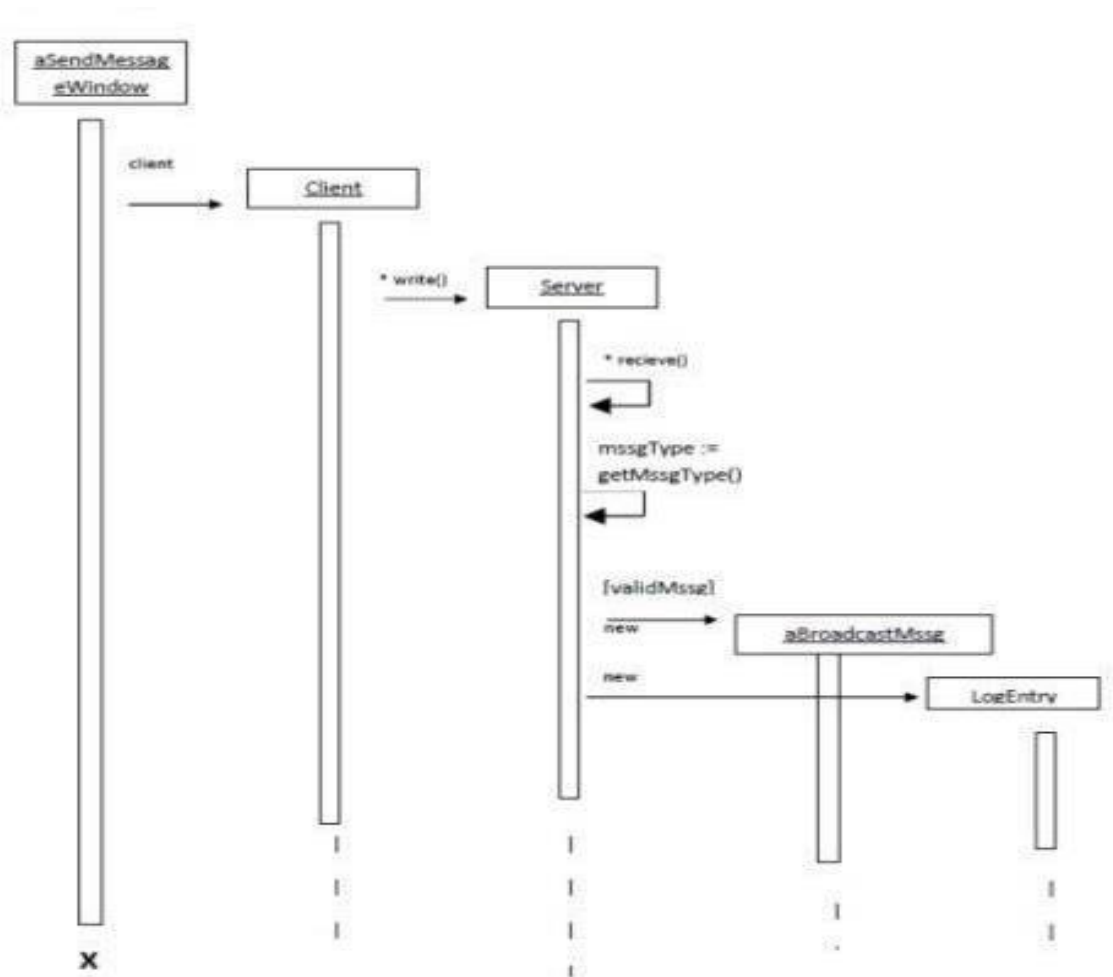 aSendMessag
eWindow
client
Client
* write()
Server
* recieve()
mssgType :=
getMssgType()
[validMssg]
new
aBroadcastMssg
new
LogEntry
X